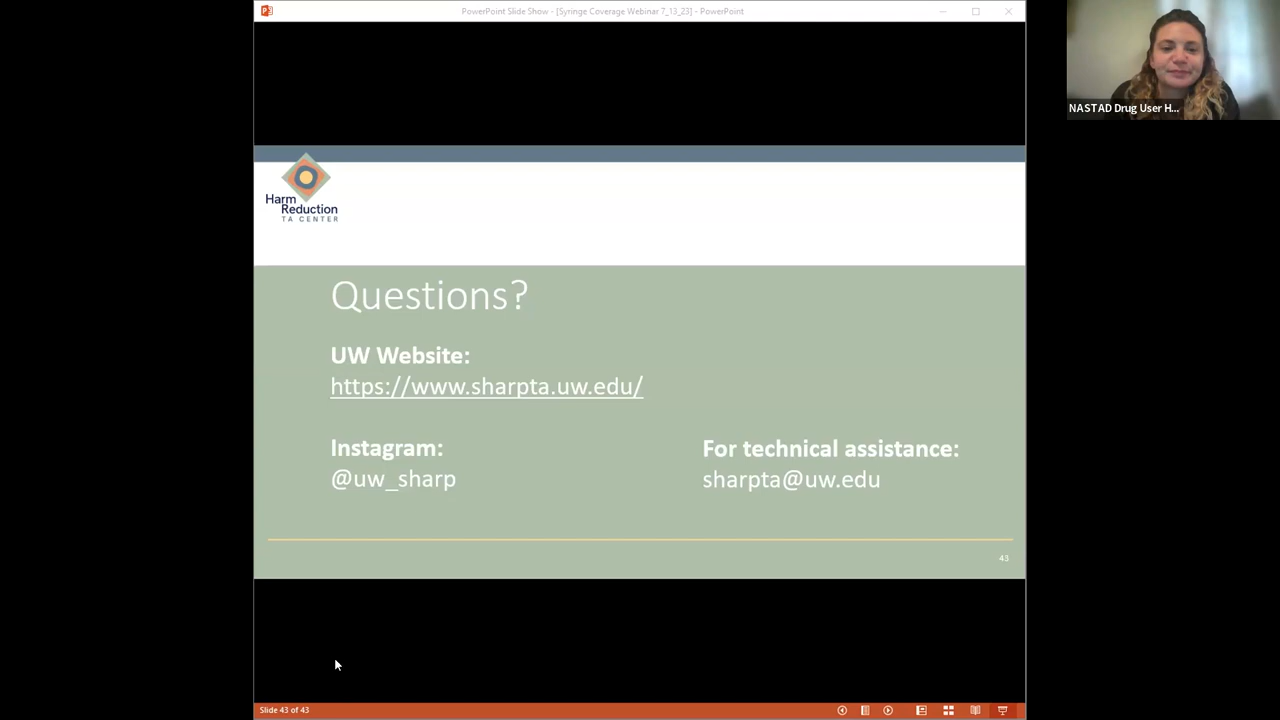 PowerPoint Slide Show - [Syringe Coverage Webinar 7_13_23] - PowerPoint
NASTAD Drug User H...
Harm
Reduction
TA CENTER
Questions?
UW Website:
https://www.sharpta.uw.edu/
Instagram:
@uw_sharp
For technical assistance:
sharpta@uw.edu
43
Slide 43 of 43